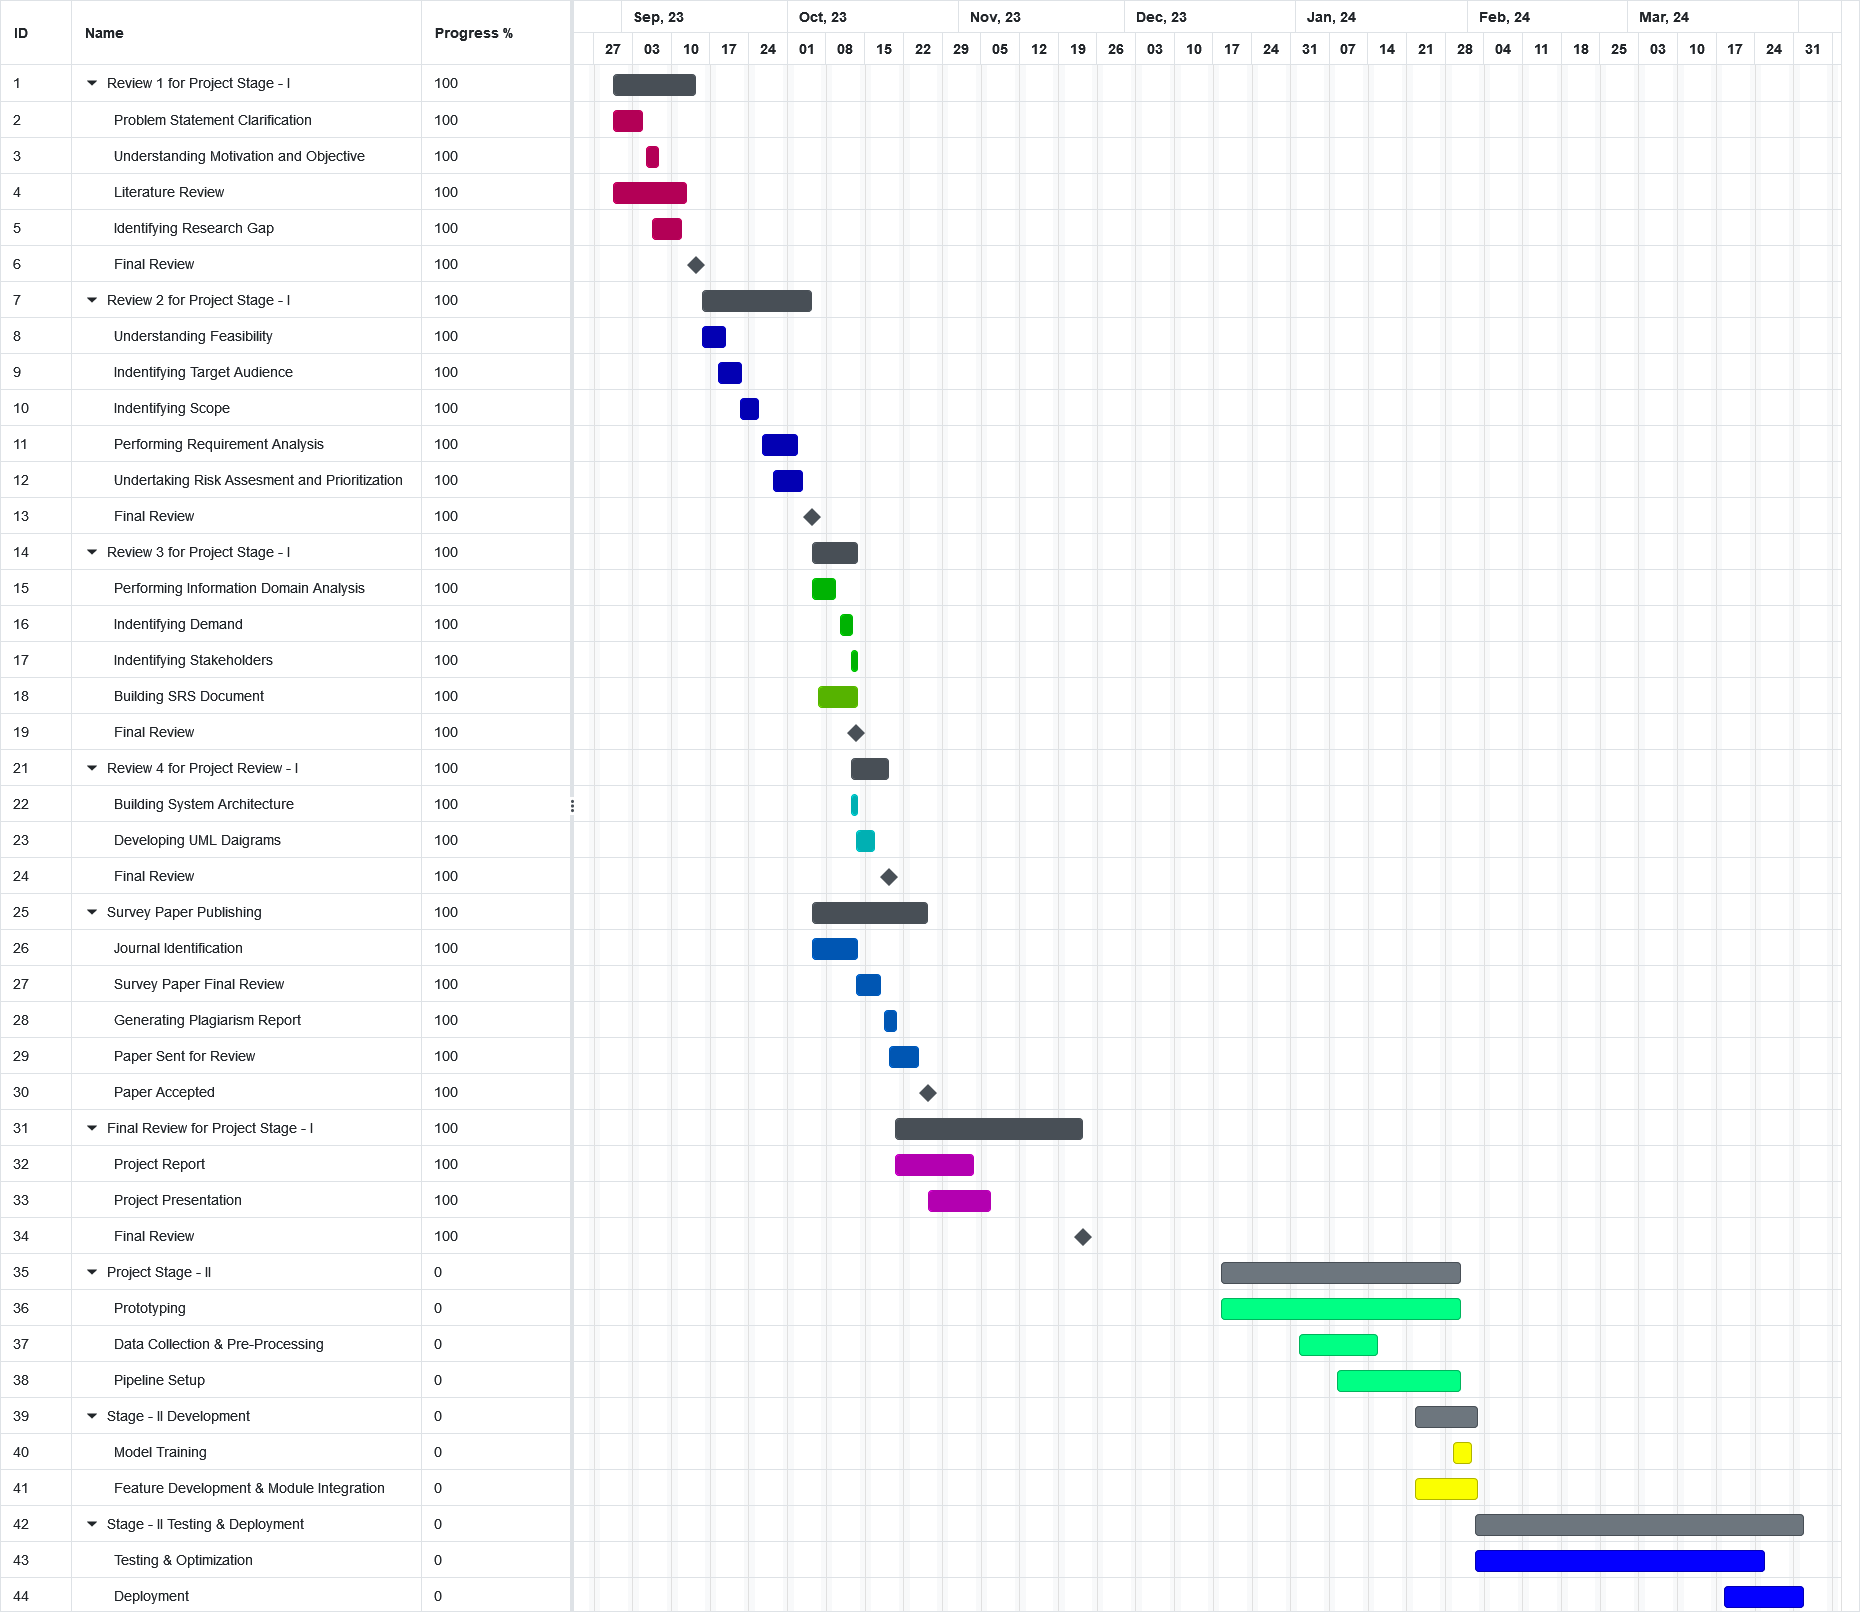 ID Name Progress % Sep, 23 Oct, 23 Nov, 23 Dec, 23 Jan, 24 Feb, 24 Mar, 24
27 03 10 17 24 01 08 15 22 29 05 12 19 26 03 10 17 24 31 07 14 21 28 04 11 18 25 03 10 17 24 31
1 Review 1 for Project Stage - I 100
2 Problem Statement Clarification 100
3 Understanding Motivation and Objective 100
4 Literature Review 100
5 Identifying Research Gap 100
6 Final Review 100
7 Review 2 for Project Stage - I 100
8 Understanding Feasibility 100
9 Indentifying Target Audience 100
10 Indentifying Scope 100
11 Performing Requirement Analysis 100
12 Undertaking Risk Assesment and Prioritization 100
13 Final Review 100
14 Review 3 for Project Stage - I 100
15 Performing Information Domain Analysis 100
16 Indentifying Demand 100
17 Indentifying Stakeholders 100
18 Building SRS Document 100
19 Final Review 100
21 Review 4 for Project Review - I 100
22 Building System Architecture 100
23 Developing UML Daigrams 100
24 Final Review 100
25 Survey Paper Publishing 100
26 Journal Identification 100
27 Survey Paper Final Review 100
28 Generating Plagiarism Report 100
29 Paper Sent for Review 100
30 Paper Accepted 100
31 Final Review for Project Stage - I 100
32 Project Report 100
33 Project Presentation 100
34 Final Review 100
35 Project Stage - II 0
36 Prototyping 0
37 Data Collection & Pre-Processing 0
38 Pipeline Setup 0
39 Stage - II Development 0
40 Model Training 0
41 Feature Development & Module Integration 0
42 Stage - II Testing & Deployment 0
43 Testing & Optimization 0
44 Deployment 0